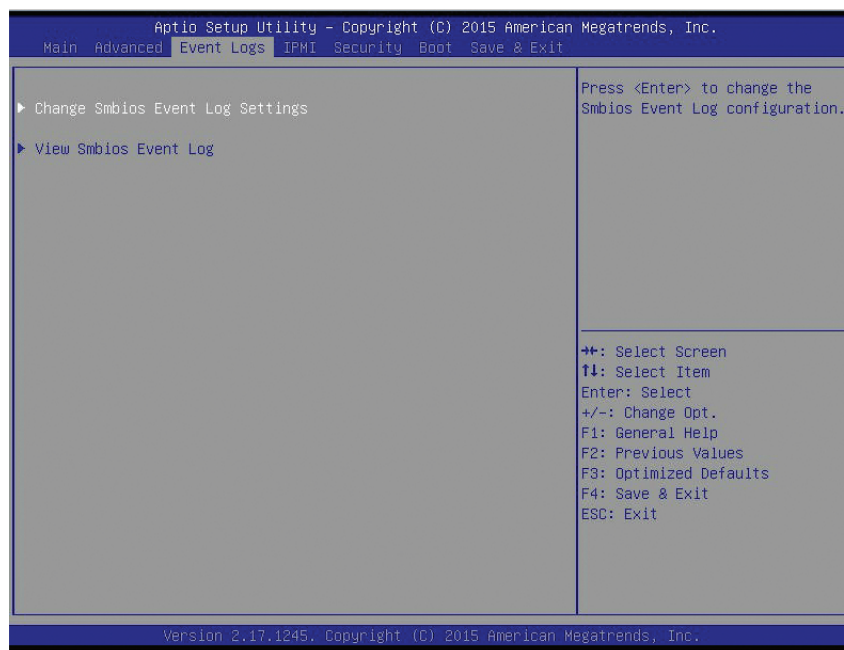 Aptio Setup Utility – Copyright (C) 2015 American Megatrends, Inc.
Main Advanced Event Logs IPMI Security Boot Save & Exit
▶ Change Smbios Event Log Settings
▶ View Smbios Event Log
Press <Enter> to change the
Smbios Event Log configuration.
→←: Select Screen
↑↓: Select Item
Enter: Select
+/-: Change Opt.
F1: General Help
F2: Previous Values
F3: Optimized Defaults
F4: Save & Exit
ESC: Exit
Version 2.17.1245. Copyright (C) 2015 American Megatrends, Inc.